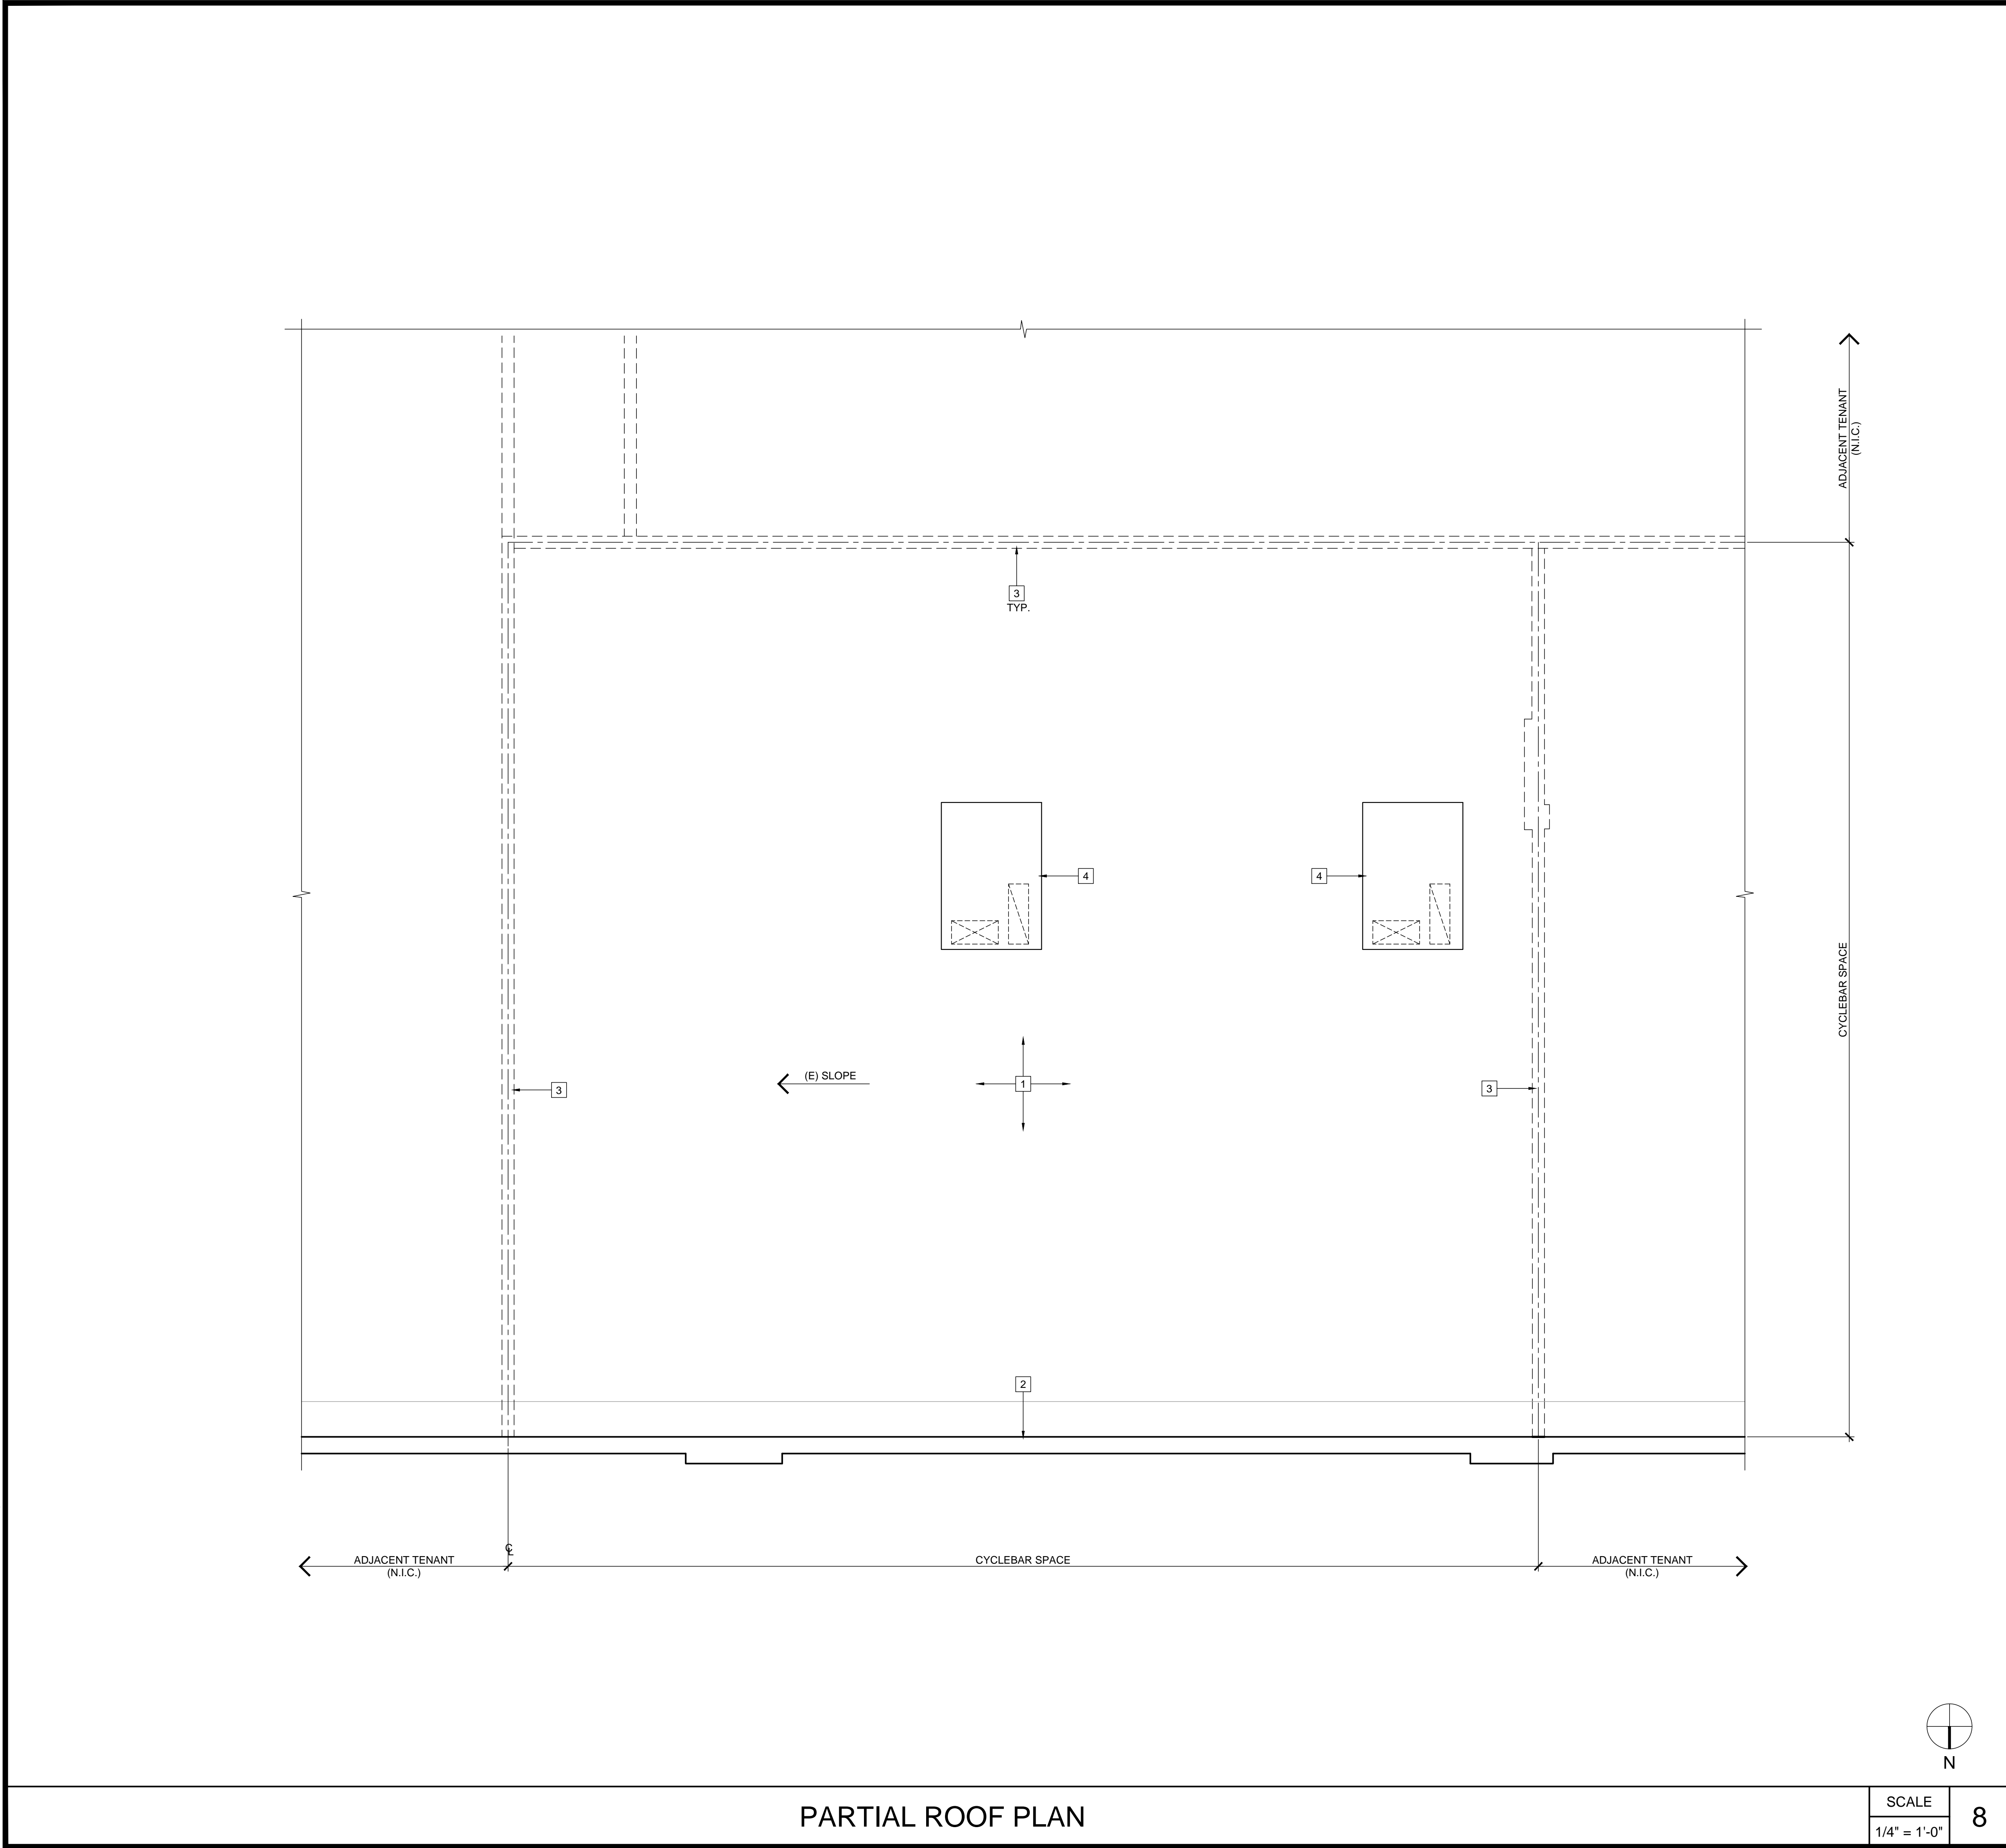 ADJACENT TENANT
(N.I.C.)
3
TYP.
4
4
CYCLEBAR SPACE
(E) SLOPE
1
3
3
2
℄
ADJACENT TENANT
(N.I.C.)
CYCLEBAR SPACE
ADJACENT TENANT
(N.I.C.)
N
PARTIAL ROOF PLAN
SCALE
1/4" = 1'-0"
8